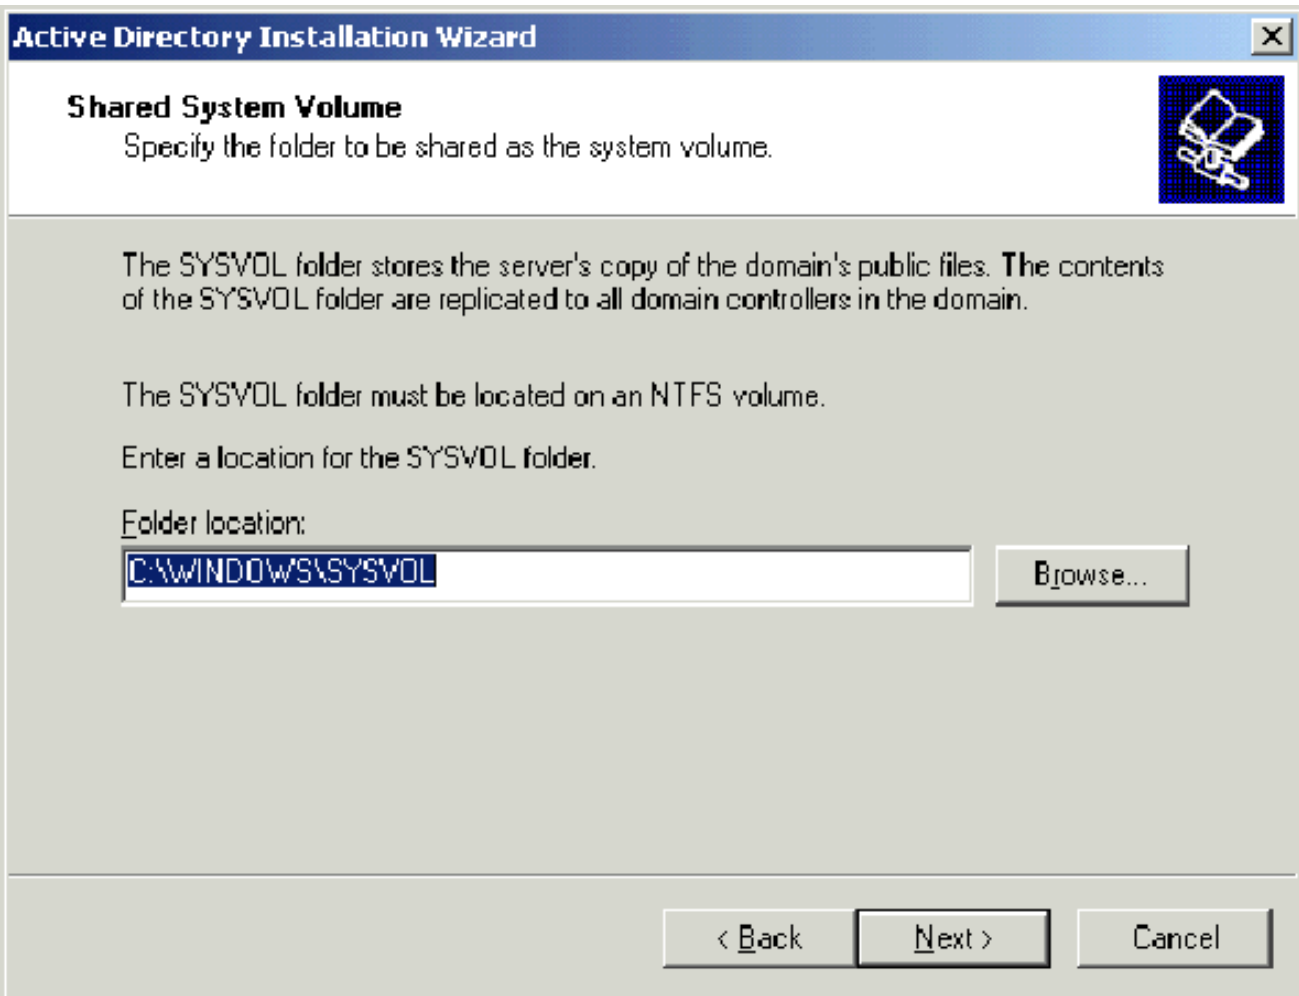 Active Directory Installation Wizard
Shared System Volume
Specify the folder to be shared as the system volume.
The SYSVOL folder stores the server's copy of the domain's public files. The contents
of the SYSVOL folder are replicated to all domain controllers in the domain.
The SYSVOL folder must be located on an NTFS volume.
Enter a location for the SYSVOL folder.
Folder location:
C:\WINDOWS\SYSVOL
Browse...
< Back
Next >
Cancel